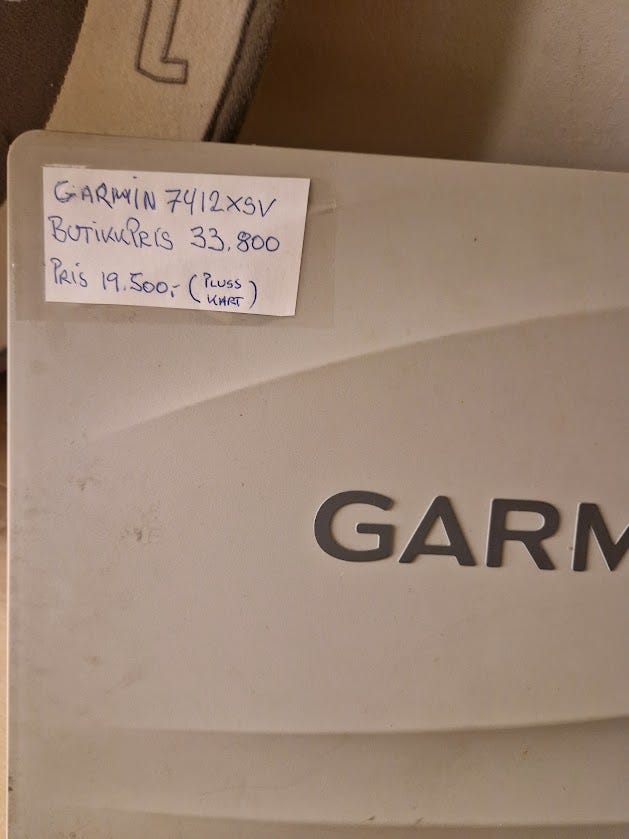 GARMIN 7412XSV
BUTIKKPRIS 33.800
PRIS 19.500,- (PLUSS KART)
GARM